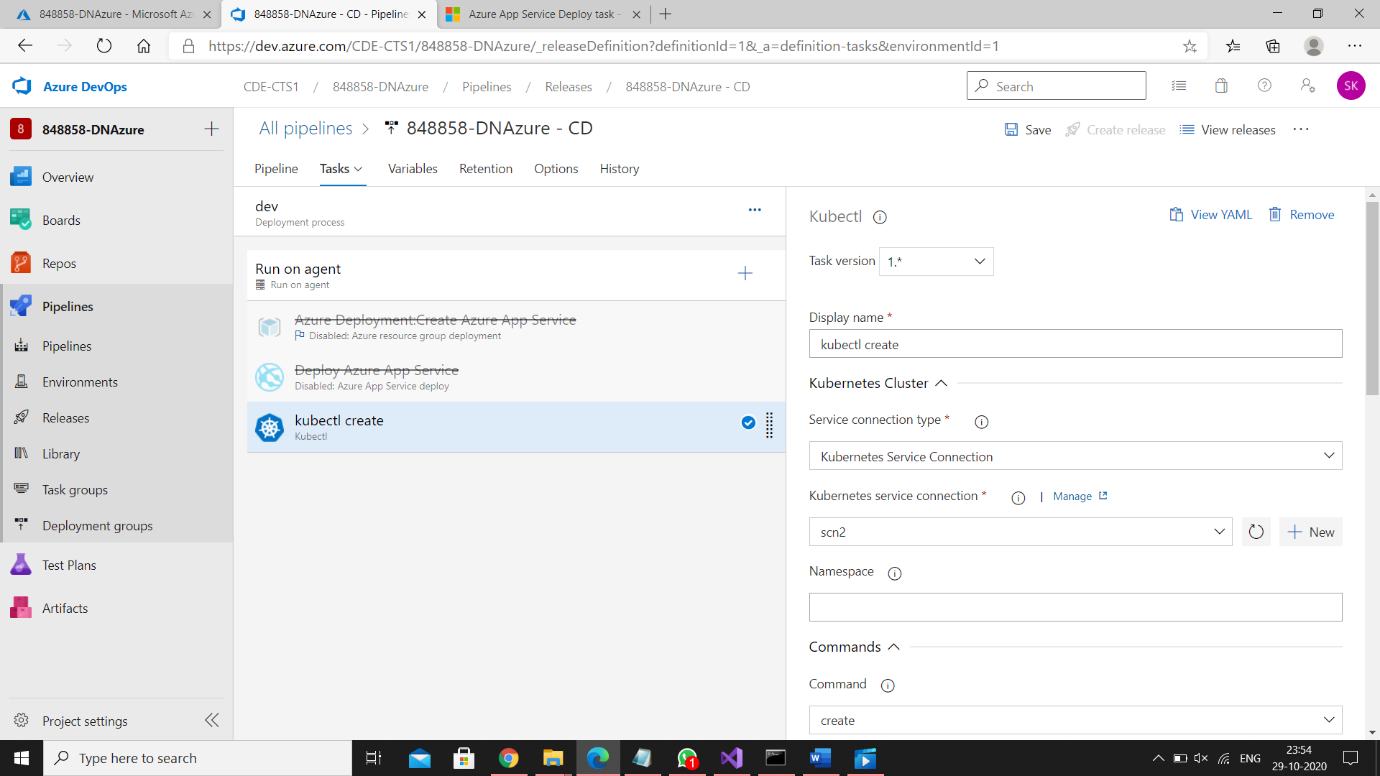 848858-DNAzure - Microsoft Az
848858-DNAzure - CD - Pipeline
Azure App Service Deploy task -
https://dev.azure.com/CDE-CTS1/848858-DNAzure/_releaseDefinition?definitionId=1&_a=definition-tasks&environmentId=1
Azure DevOps
CDE-CTS1 / 848858-DNAzure / Pipelines / Releases / 848858-DNAzure - CD
Search
SK
8 848858-DNAzure
All pipelines > 848858-DNAzure - CD
Save Create release View releases ...
Pipeline Tasks Variables Retention Options History
Overview
Boards
Repos
Pipelines
Pipelines
Environments
Releases
Library
Task groups
Deployment groups
Test Plans
Artifacts
Project settings
dev
Deployment process
Run on agent
Run on agent
Azure Deployment:Create Azure App Service
Disabled: Azure resource group deployment
Deploy Azure App Service
Disabled: Azure App Service deploy
kubectl create
Kubectl
Kubectl
View YAML Remove
Task version 1.*
Display name *
kubectl create
Kubernetes Cluster
Service connection type *
Kubernetes Service Connection
Kubernetes service connection * | Manage
scn2
New
Namespace
Commands
Command
create
Type here to search
1
ENG
23:54
29-10-2020